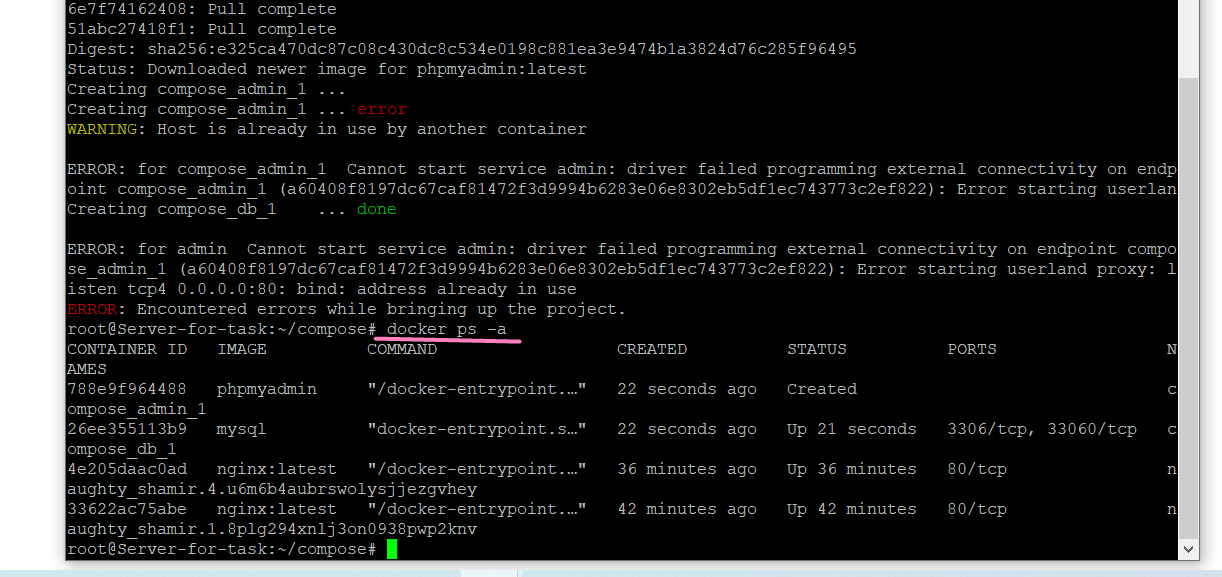 6e7f74162408: Pull complete
51abc27418f1: Pull complete
Digest: sha256:e325ca470dc87c08c430dc8c534e0198c881ea3e9474b1a3824d76c285f96495
Status: Downloaded newer image for phpmyadmin:latest
Creating compose_admin_1 ...
Creating compose_admin_1 ... error
WARNING: Host is already in use by another container
ERROR: for compose_admin_1  Cannot start service admin: driver failed programming external connectivity on endp
oint compose_admin_1 (a60408f8197dc67caf81472f3d9994b6283e06e8302eb5df1ec743773c2ef822): Error starting userlan
Creating compose_db_1    ... done
ERROR: for admin  Cannot start service admin: driver failed programming external connectivity on endpoint compo
se_admin_1 (a60408f8197dc67caf81472f3d9994b6283e06e8302eb5df1ec743773c2ef822): Error starting userland proxy: l
isten tcp4 0.0.0.0:80: bind: address already in use
ERROR: Encountered errors while bringing up the project.
root@Server-for-task:~/compose# docker ps -a
CONTAINER ID   IMAGE          COMMAND                  CREATED          STATUS          PORTS                 N
AMES
788e9f964488   phpmyadmin     "/docker-entrypoint.…"   22 seconds ago   Created                               c
ompose_admin_1
26ee355113b9   mysql          "docker-entrypoint.s…"   22 seconds ago   Up 21 seconds   3306/tcp, 33060/tcp   c
ompose_db_1
4e205daac0ad   nginx:latest   "/docker-entrypoint.…"   36 minutes ago   Up 36 minutes   80/tcp                n
aughty_shamir.4.u6m6b4aubrswolysjjezgvhey
33622ac75abe   nginx:latest   "/docker-entrypoint.…"   42 minutes ago   Up 42 minutes   80/tcp                n
aughty_shamir.1.8plg294xnlj3on0938pwp2knv
root@Server-for-task:~/compose#